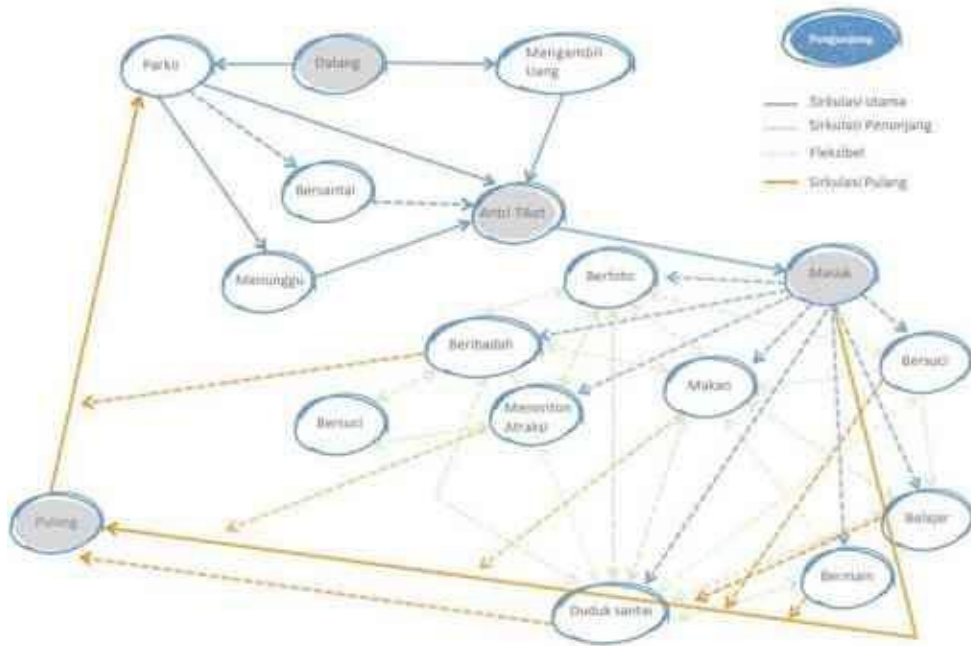 Parkir
Datang
Mengambil
Uang
Pengunjung
Sirkulasi Utama
Sirkulasi Penunjang
Fleksibel
Sirkulasi Pulang
Bersantai
Antri Tiket
Menunggu
Berfoto
Masuk
Beribadah
Bersuci
Makan
Bersuci
Menonton
Atraksi
Pulang
Belajar
Bermain
Duduk santai